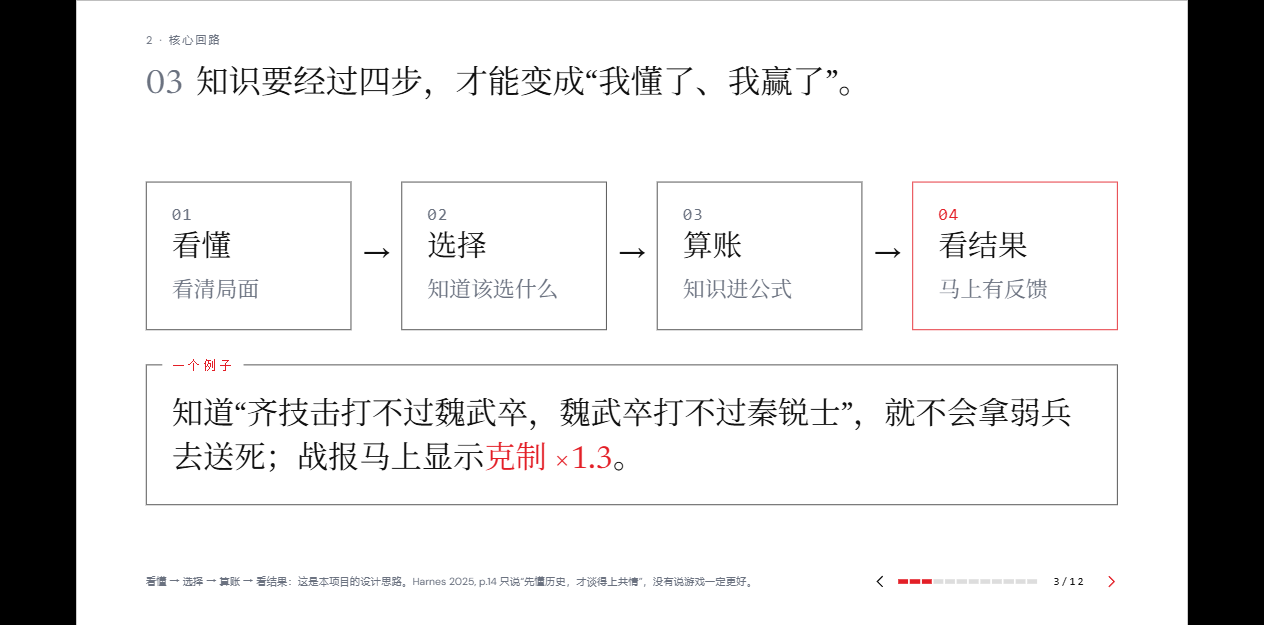 2 · 核心回路
03 知识要经过四步，才能变成“我懂了、我赢了”。
01
看懂
看清局面
→
02
选择
知道该选什么
→
03
算账
知识进公式
→
04
看结果
马上有反馈
一个例子
知道“齐技击打不过魏武卒，魏武卒打不过秦锐士”，就不会拿弱兵
去送死；战报马上显示克制 ×1.3。
看懂 → 选择 → 算账 → 看结果：这是本项目的设计思路。Harnes 2025, p.14 只说“先懂历史，才谈得上共情”，没有说游戏一定更好。
3/12